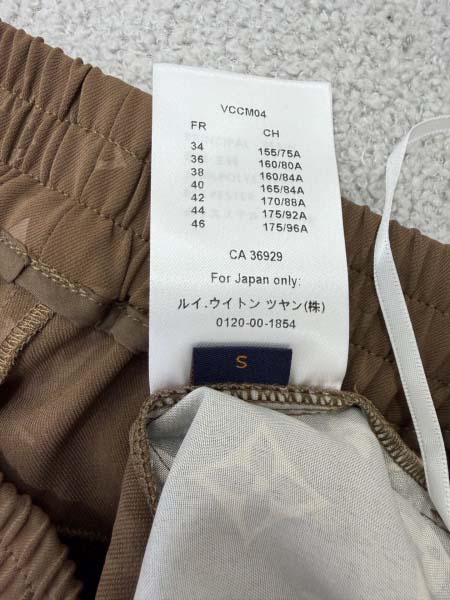 VCCM04
FR CH
34 155/75A
36 160/80A
38 160/84A
40 165/84A
42 170/88A
44 175/92A
46 175/96A
CA 36929
For Japan only:
ルイ.ウイトン ツヤン(株)
0120-00-1854
S